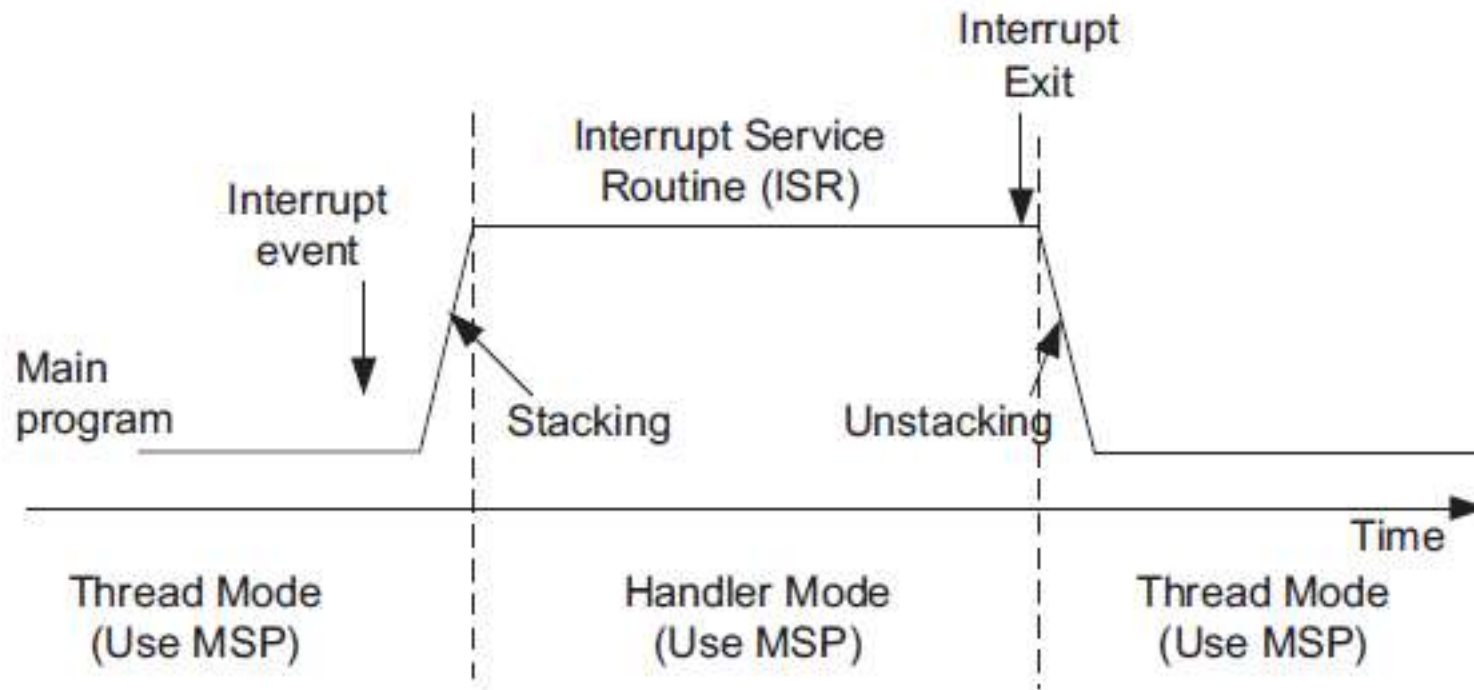 Interrupt
Exit
Interrupt Service
Routine (ISR)
Interrupt
event
Main
program
Stacking
Unstacking
Time
Thread Mode
(Use MSP)
Handler Mode
(Use MSP)
Thread Mode
(Use MSP)